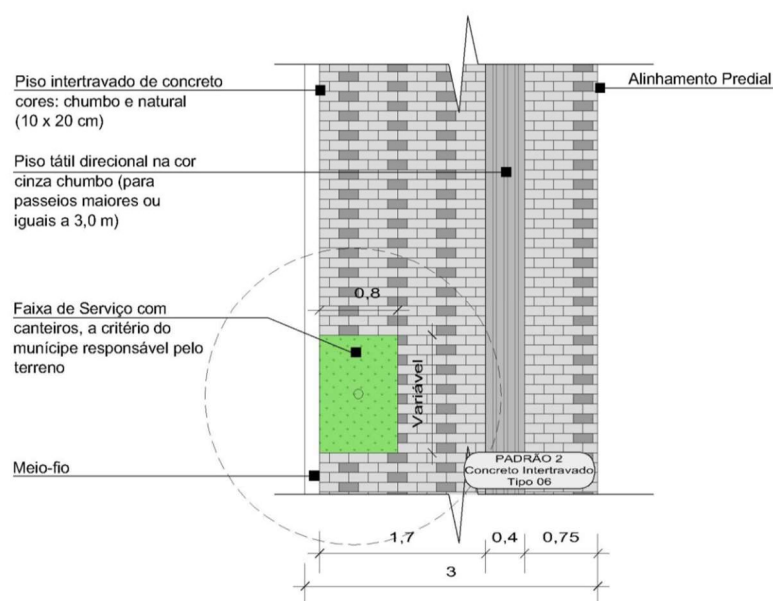 Piso intertravado de concreto
cores: chumbo e natural
(10 x 20 cm)
Alinhamento Predial
Piso tátil direcional na cor
cinza chumbo (para
passeios maiores ou
iguais a 3,0 m)
0,8
Faixa de Serviço com
canteiros, a critério do
munícipe responsável pelo
terreno
Variável
Meio-fio
PADRÃO 2
Concreto Intertravado
Tipo 06
1,7
0,4
0,75
3